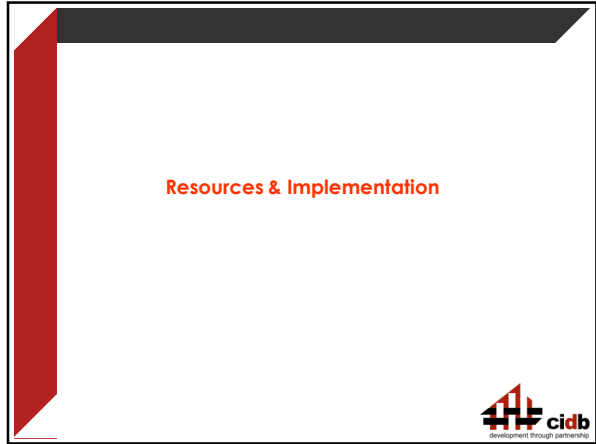 Resources & Implementation
cidb
development through partnership